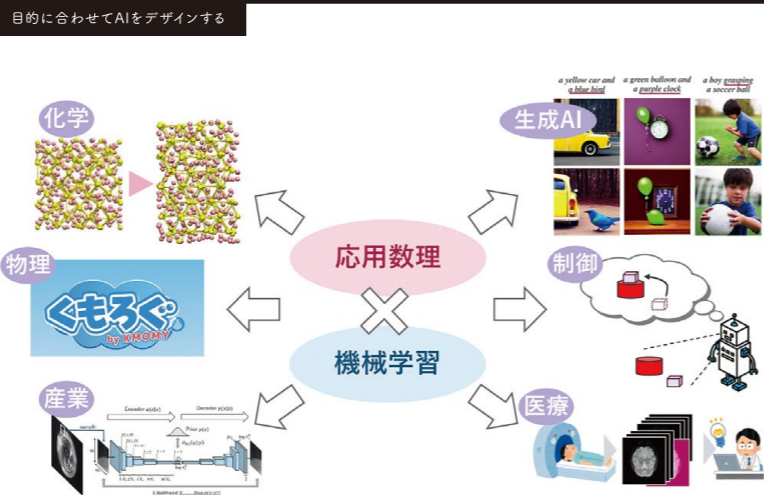 目的に合わせてAIをデザインする
化学
生成AI
a yellow car and
a blue bird
a green balloon and
a purple clock
a boy grasping
a soccer ball
応用数理
物理
くもろぐ
by KMOMY
制御
機械学習
産業
Encoder
Decoder
Prior
医療